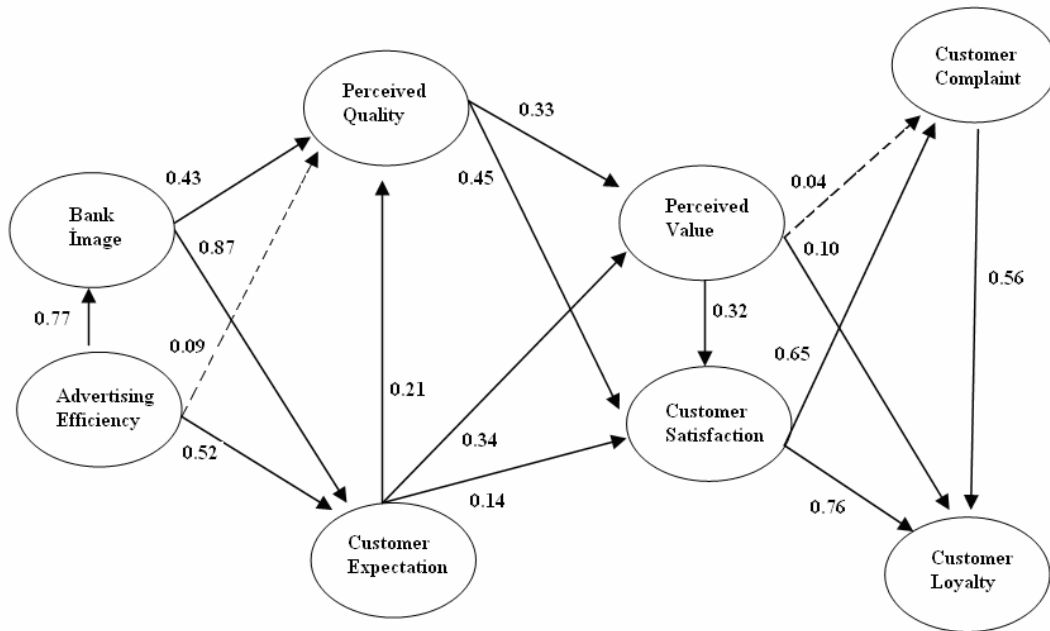 Customer
Complaint
Perceived
Quality
0.33
0.43
0.45
0.04
Bank
İmage
Perceived
Value
0.87
0.10
0.56
0.77
0.32
0.09
0.65
Advertising
Efficiency
0.21
Customer
Satisfaction
0.34
0.52
0.14
0.76
Customer
Expectation
Customer
Loyalty